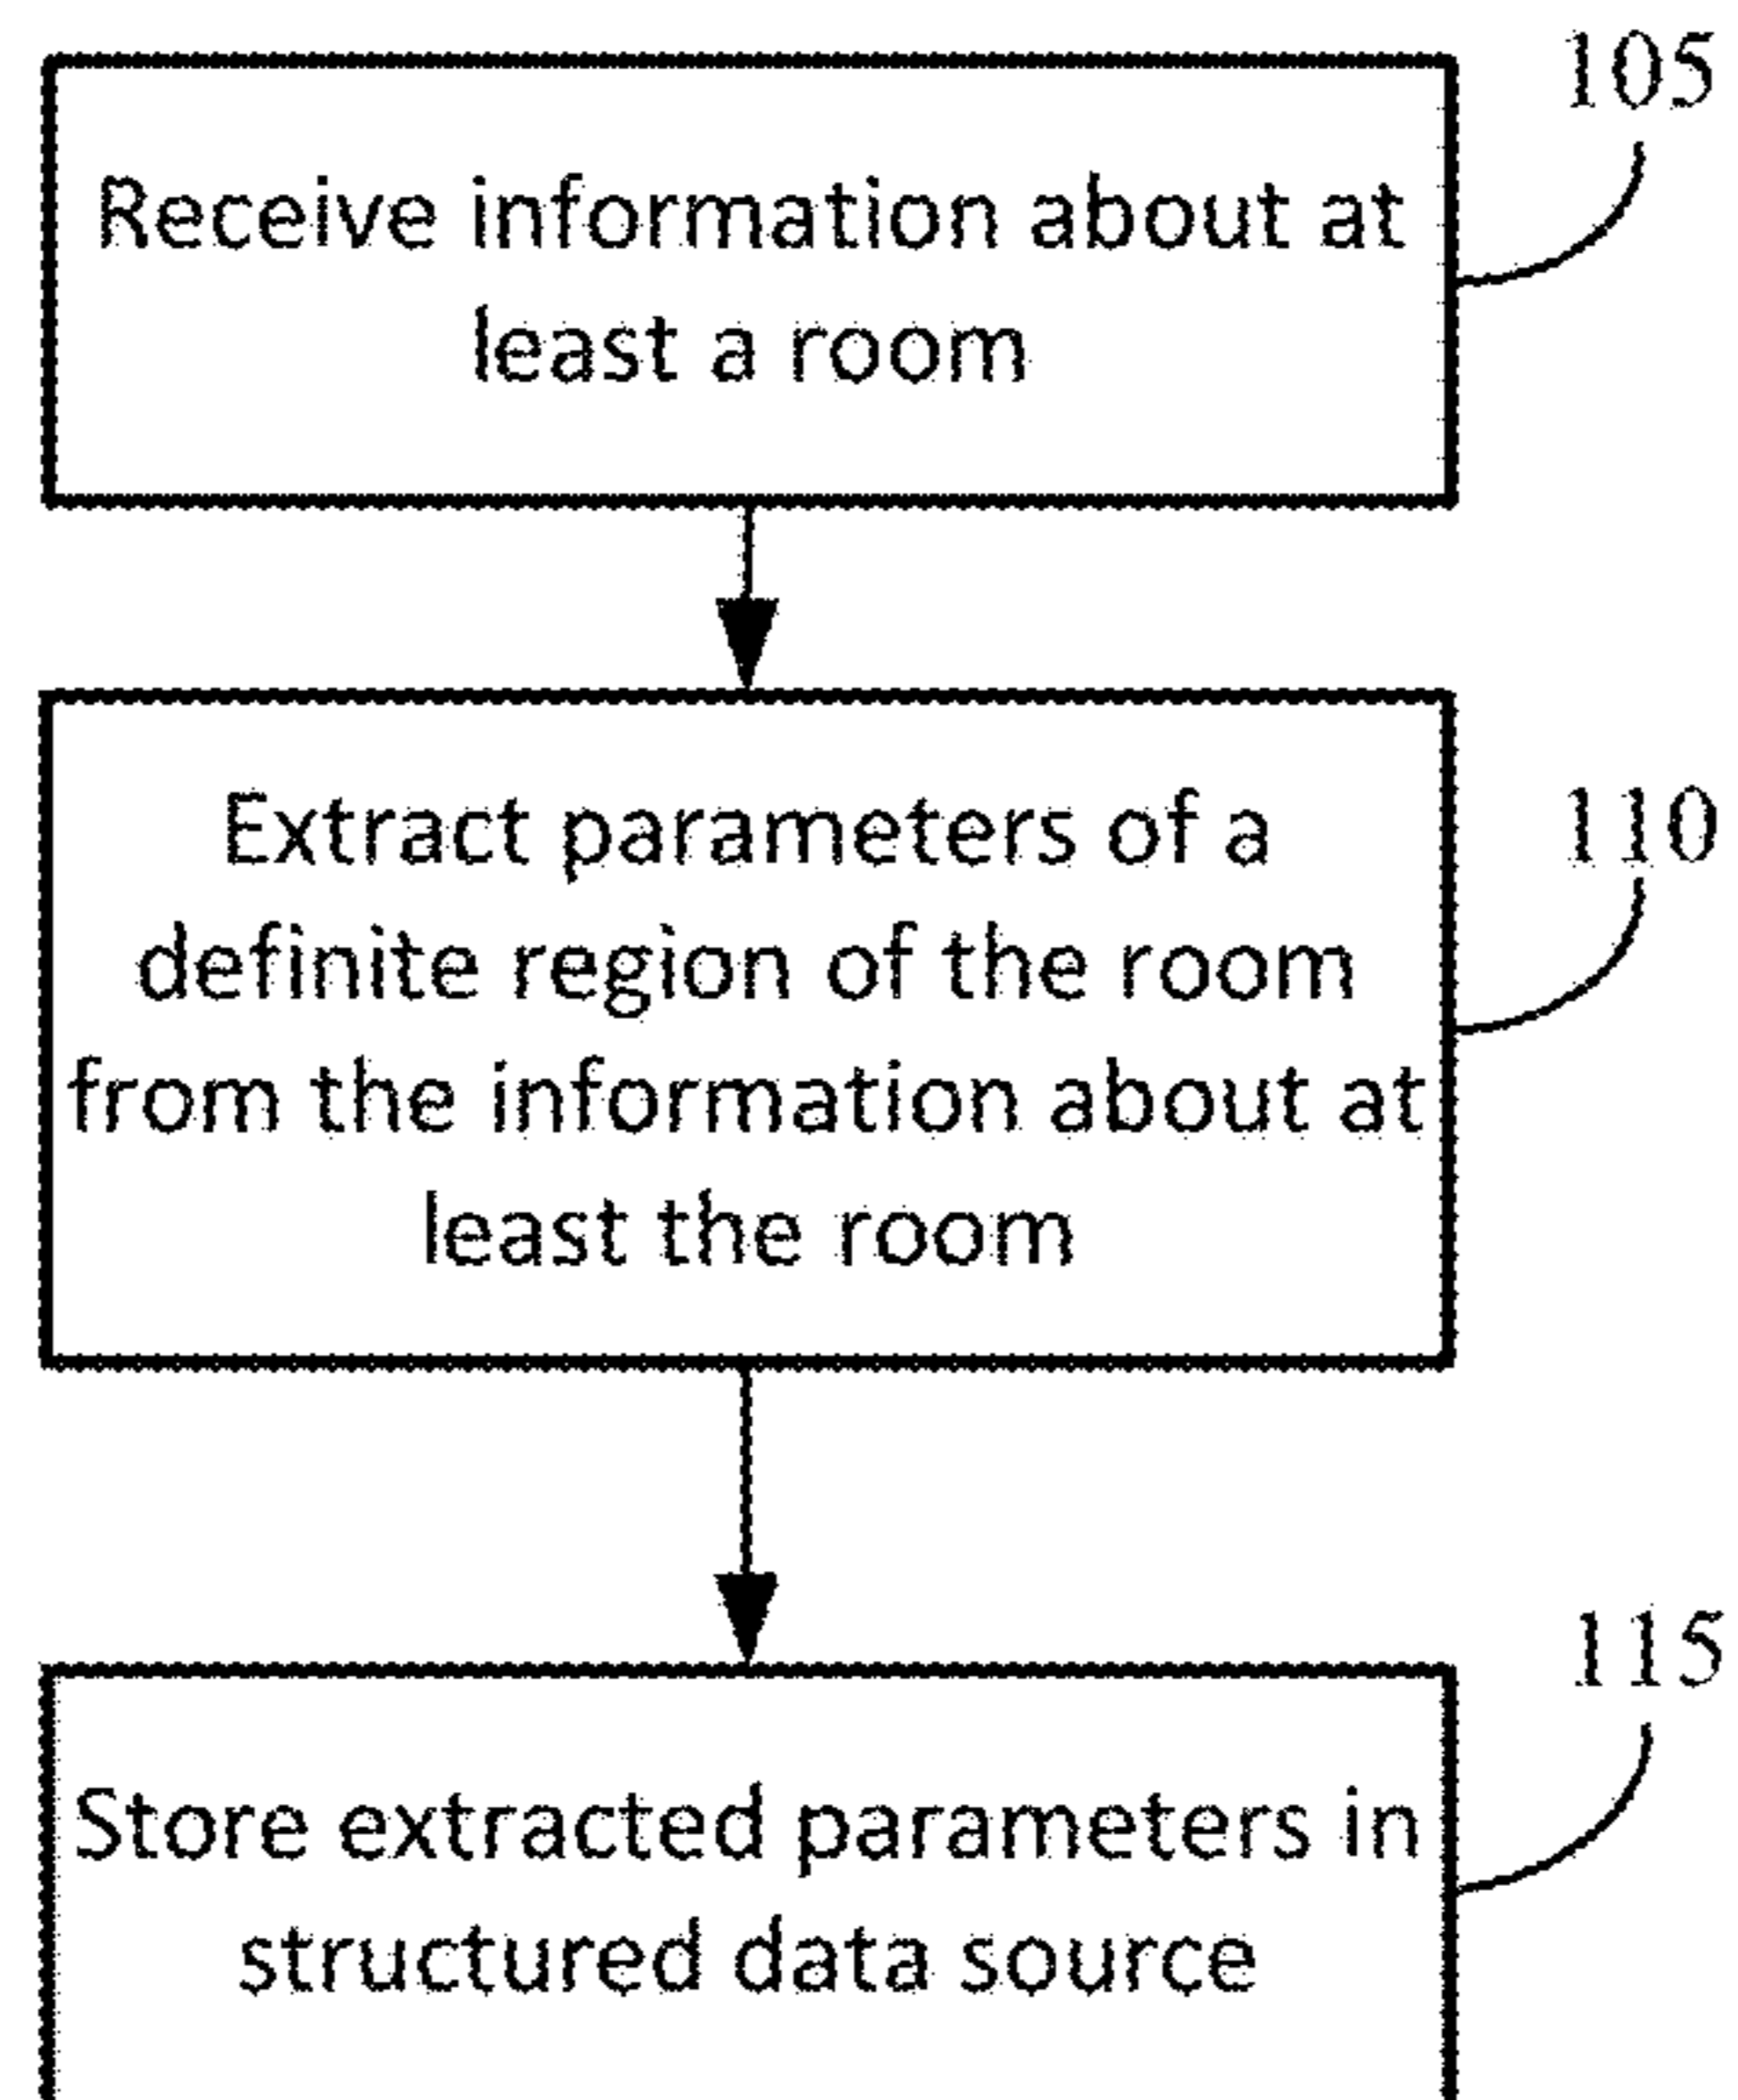 105
Receive information about at
least a room
110
Extract parameters of a
definite region of the room
from the information about at
least the room
115
Store extracted parameters in
structured data source